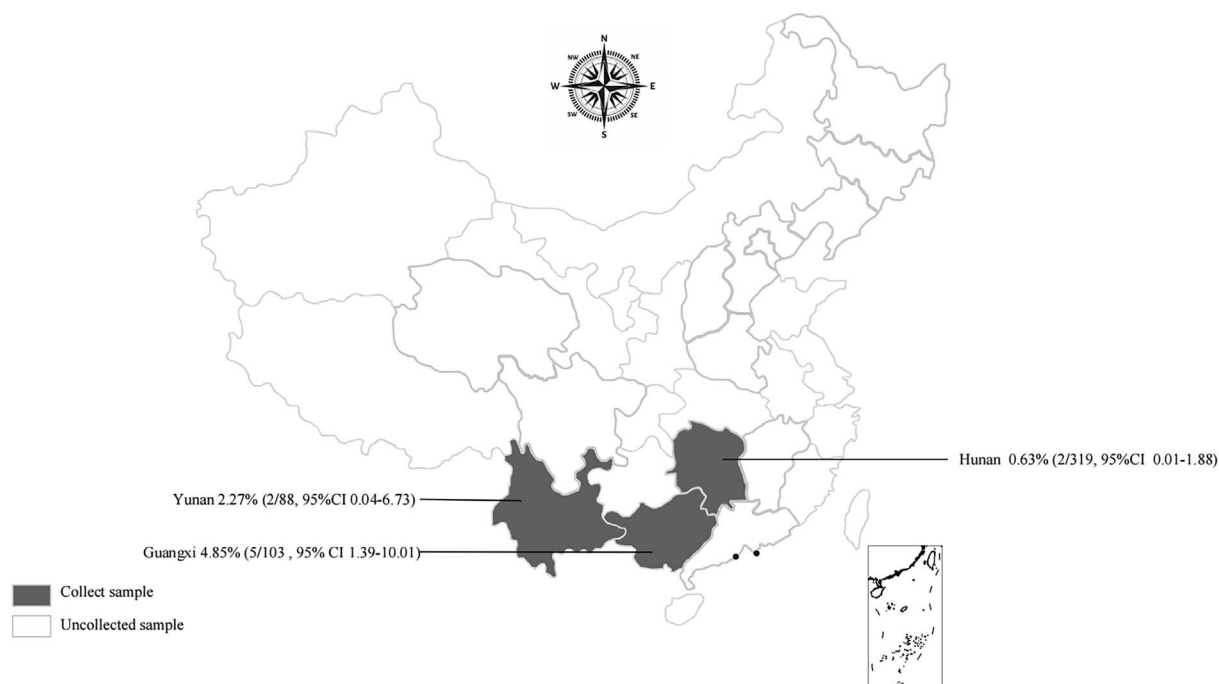 N
NW NE
W E
SW SE
S
Hunan 0.63% (2/319, 95%CI 0.01-1.88)
Yunan 2.27% (2/88, 95%CI 0.04-6.73)
Guangxi 4.85% (5/103 , 95% CI 1.39-10.01)
Collect sample
Uncollected sample